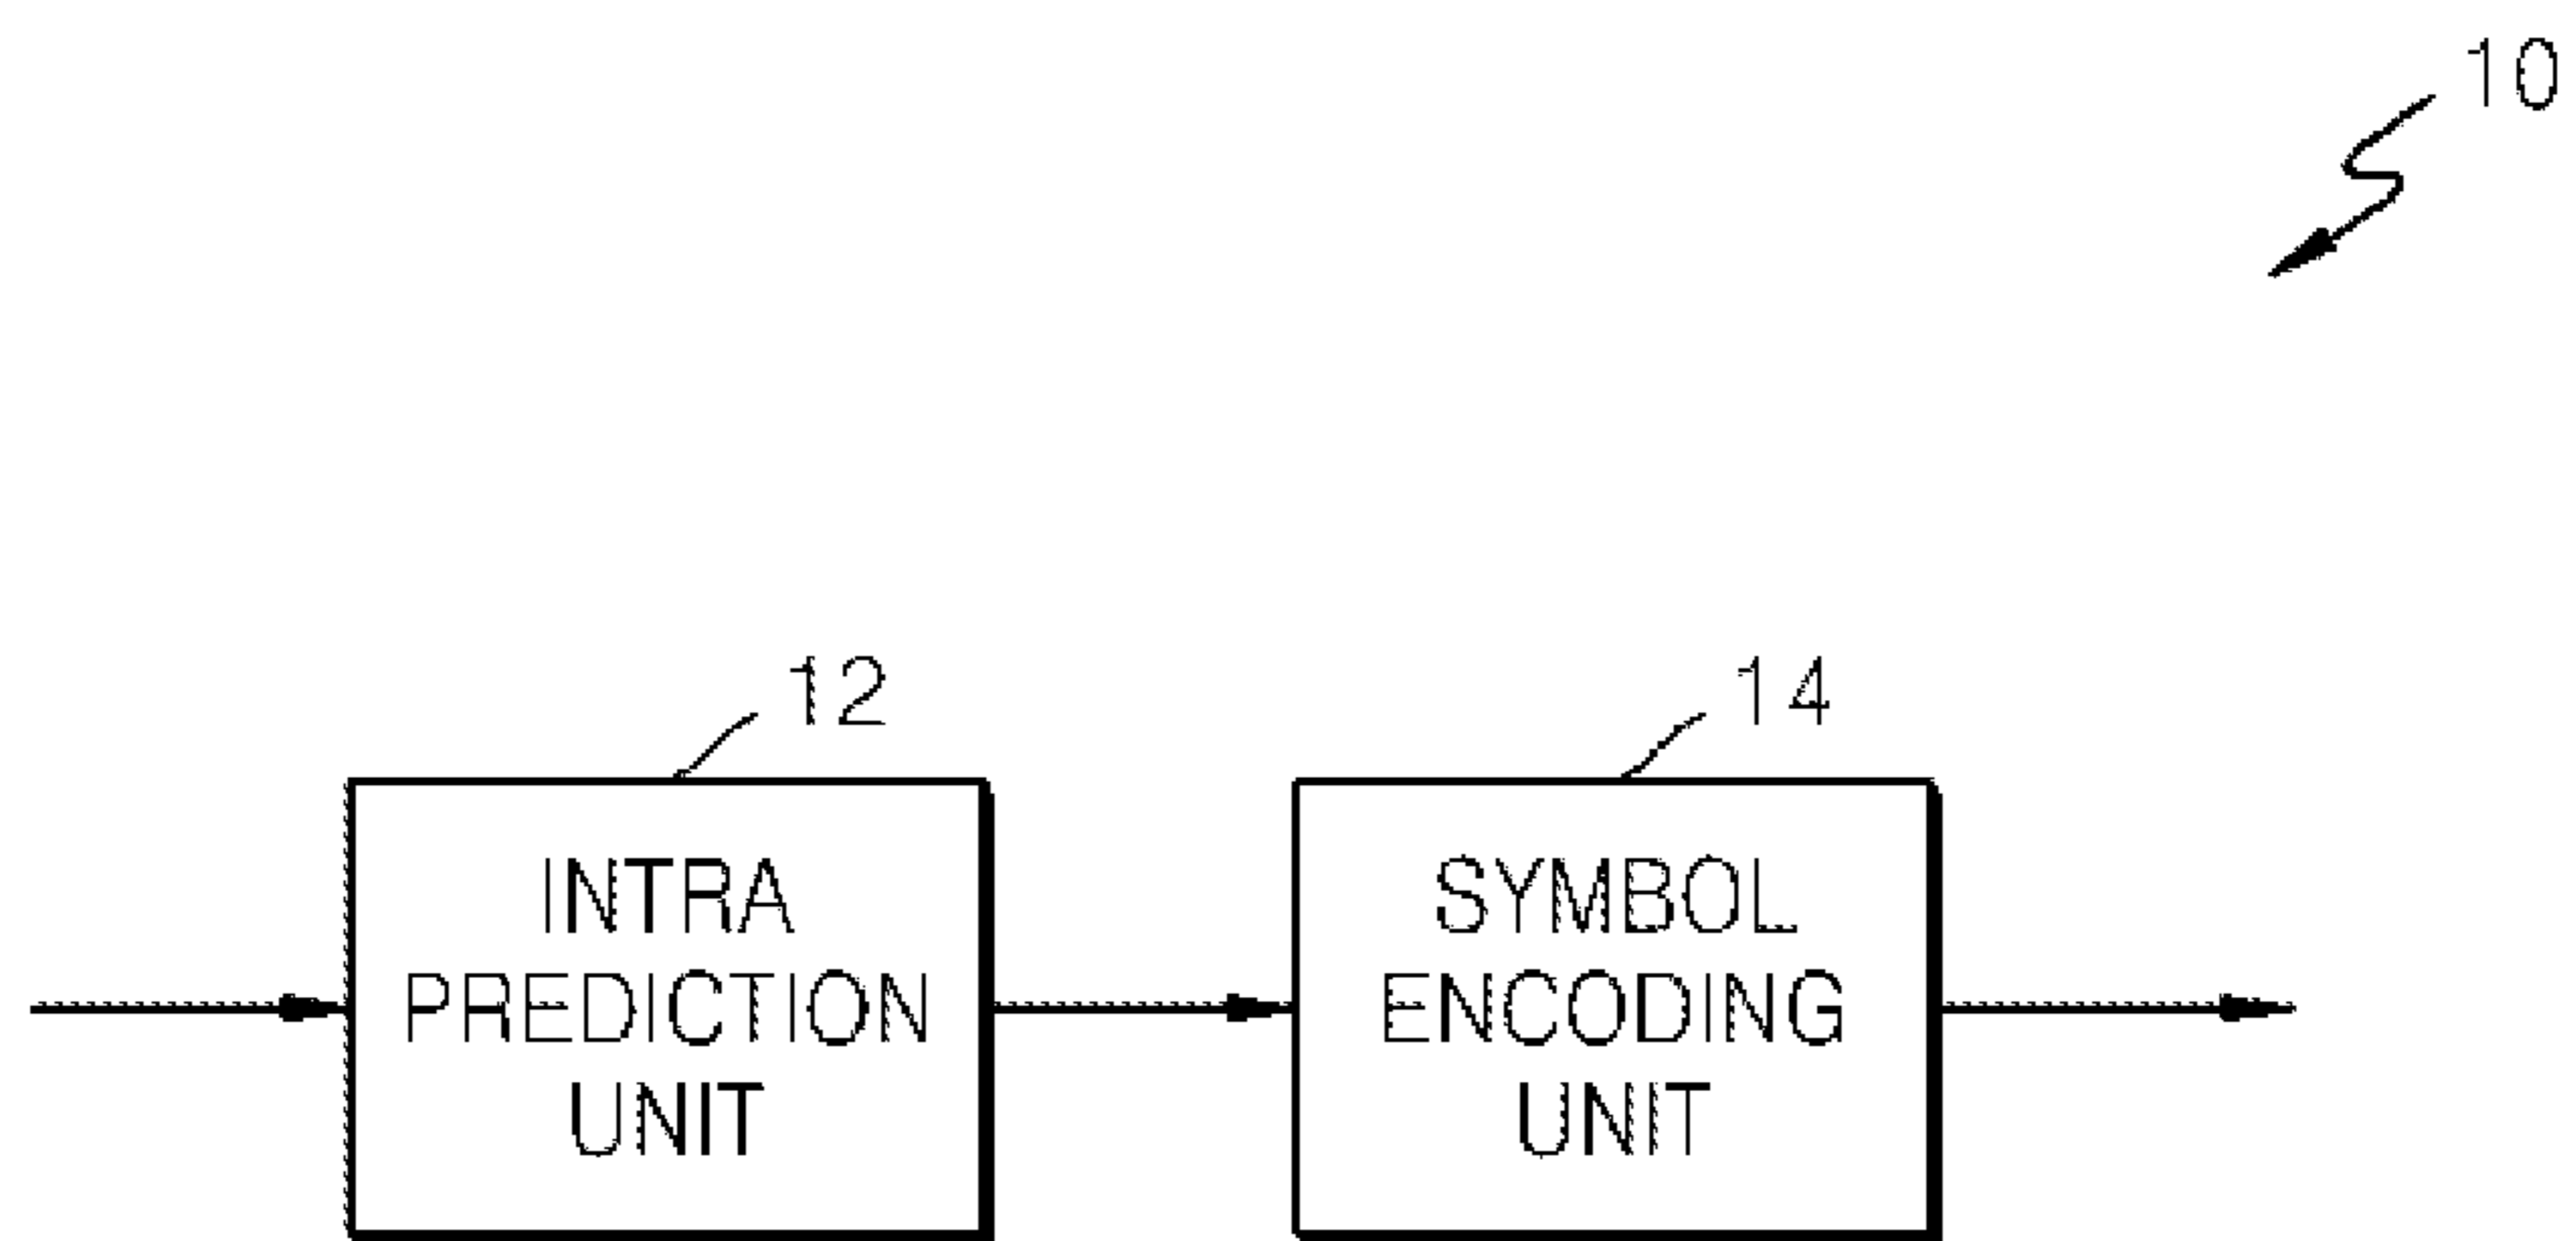 10
12
14
INTRA
PREDICTION
UNIT
SYMBOL
ENCODING
UNIT